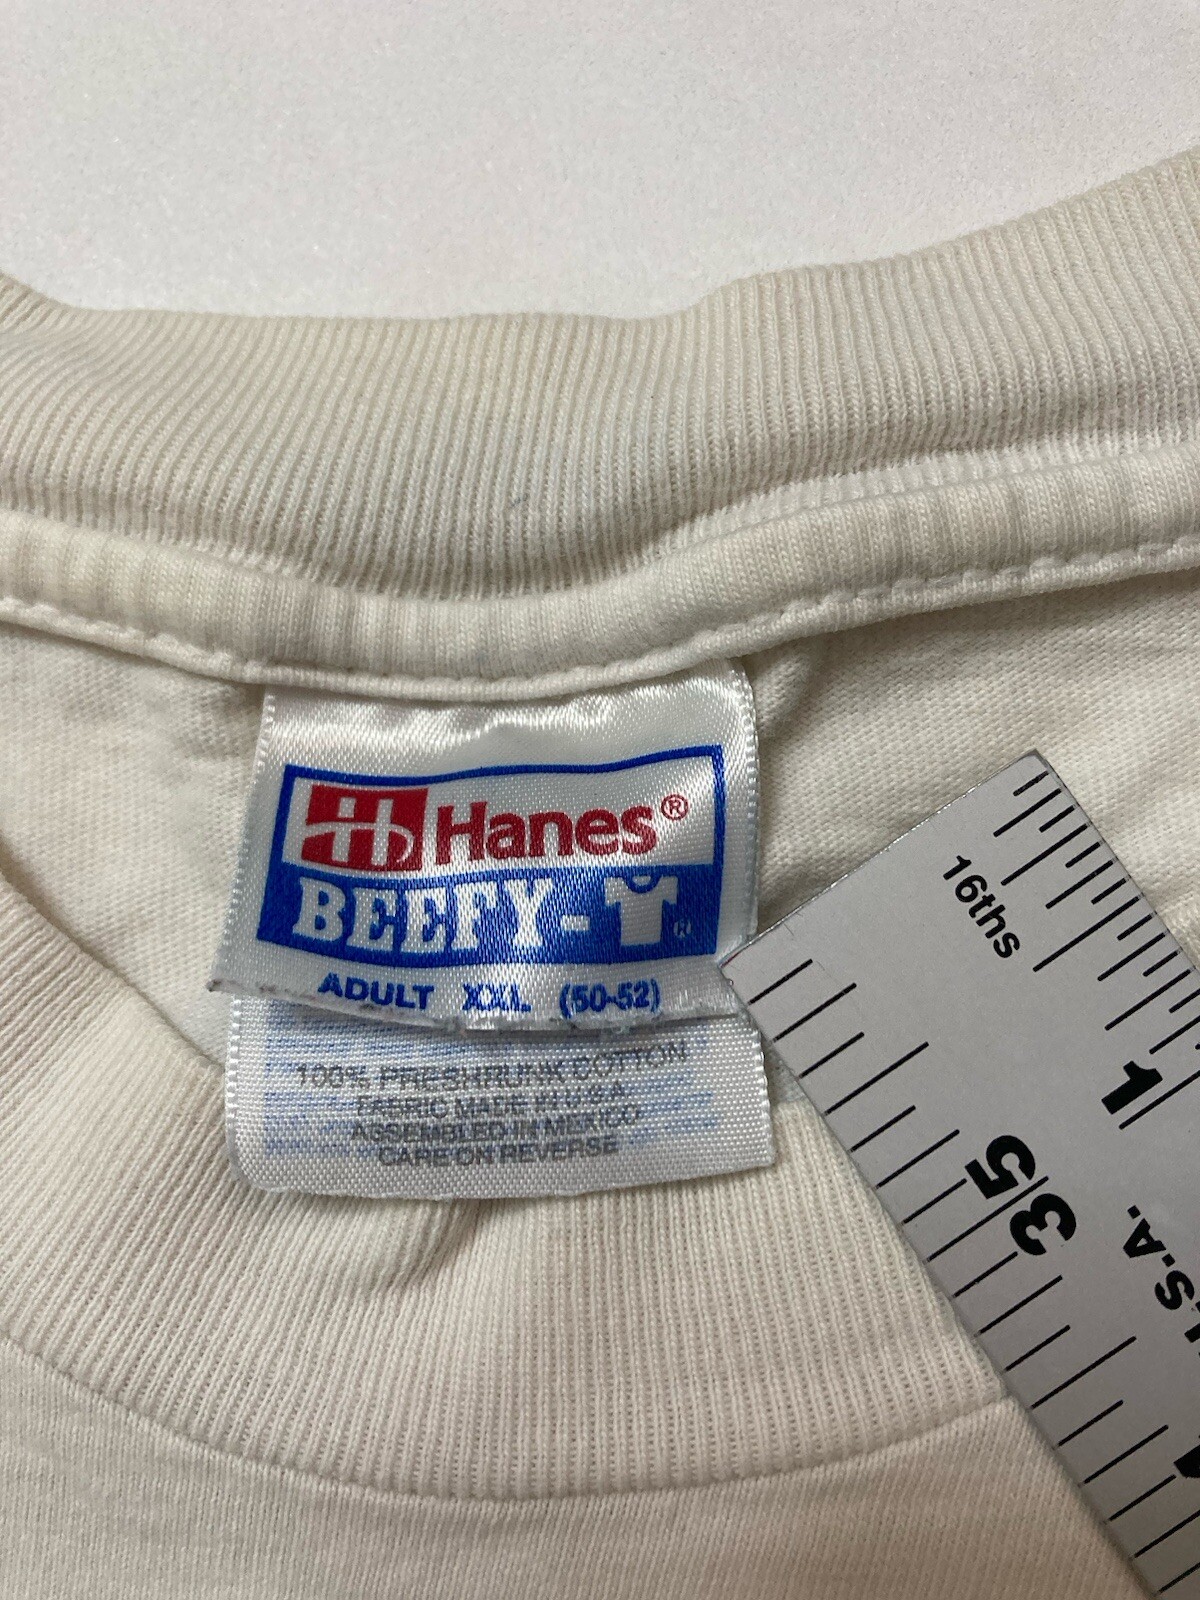 Hanes®
BEEFY-T®
ADULT XXL (50-52)
100% PRESHRUNK COTTON
FABRIC MADE IN U.S.A
ASSEMBLED IN MEXICO
CARE ON REVERSE
16ths
1
35
3
.S.A.